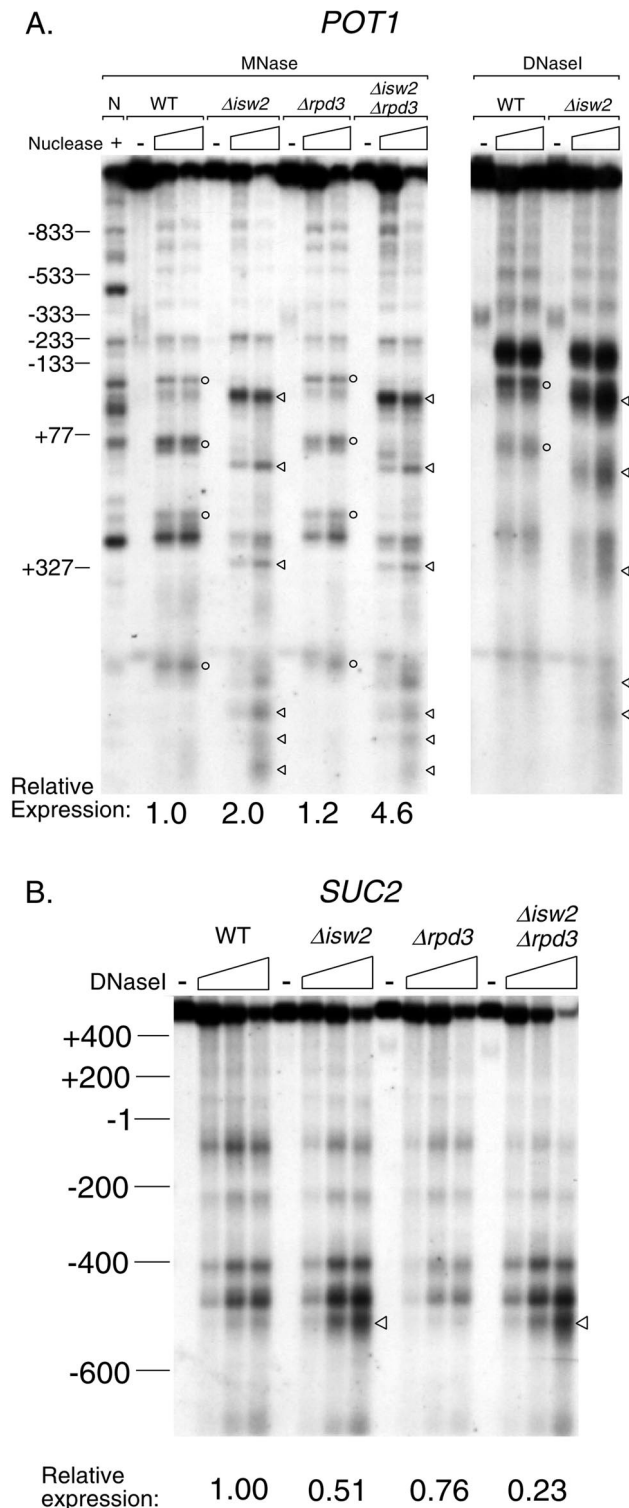 A.
POT1
MNase
DNaseI
N WT Δisw2 Δrpd3 Δisw2 Δrpd3
WT Δisw2
Nuclease + - - - -
- -
-833
-533
-333
-233
-133
+77
+327
Relative
Expression: 1.0 2.0 1.2 4.6
B.
SUC2
WT Δisw2 Δrpd3 Δisw2 Δrpd3
DNaseI - - - -
+400
+200
-1
-200
-400
-600
Relative
expression: 1.00 0.51 0.76 0.23